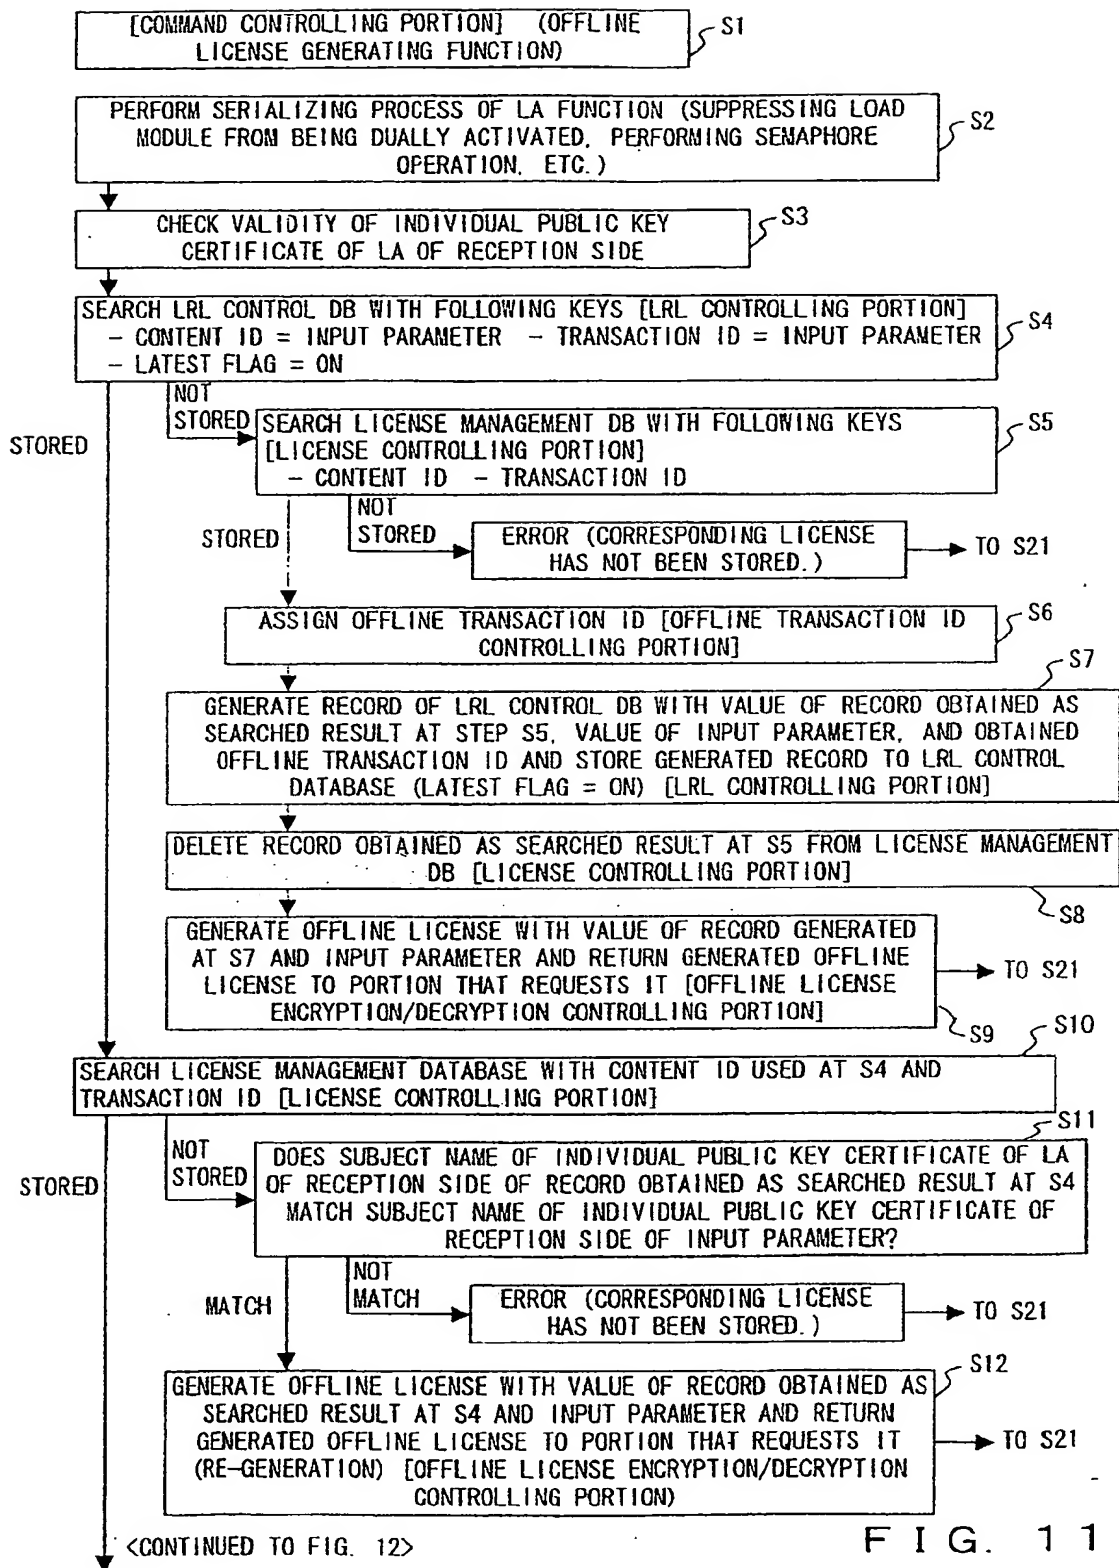 [COMMAND CONTROLLING PORTION] (OFFLINE
LICENSE GENERATING FUNCTION)
S1
PERFORM SERIALIZING PROCESS OF LA FUNCTION (SUPPRESSING LOAD
MODULE FROM BEING DUALLY ACTIVATED, PERFORMING SEMAPHORE
OPERATION, ETC.)
S2
CHECK VALIDITY OF INDIVIDUAL PUBLIC KEY
CERTIFICATE OF LA OF RECEPTION SIDE
S3
SEARCH LRL CONTROL DB WITH FOLLOWING KEYS [LRL CONTROLLING PORTION]
- CONTENT ID = INPUT PARAMETER - TRANSACTION ID = INPUT PARAMETER
- LATEST FLAG = ON
S4
STORED
NOT
STORED
SEARCH LICENSE MANAGEMENT DB WITH FOLLOWING KEYS
[LICENSE CONTROLLING PORTION]
- CONTENT ID - TRANSACTION ID
S5
STORED
NOT
STORED
ERROR (CORRESPONDING LICENSE
HAS NOT BEEN STORED.)
TO S21
ASSIGN OFFLINE TRANSACTION ID [OFFLINE TRANSACTION ID
CONTROLLING PORTION]
S6
S7
GENERATE RECORD OF LRL CONTROL DB WITH VALUE OF RECORD OBTAINED AS
SEARCHED RESULT AT STEP S5, VALUE OF INPUT PARAMETER, AND OBTAINED
OFFLINE TRANSACTION ID AND STORE GENERATED RECORD TO LRL CONTROL
DATABASE (LATEST FLAG = ON) [LRL CONTROLLING PORTION]
DELETE RECORD OBTAINED AS SEARCHED RESULT AT S5 FROM LICENSE MANAGEMENT
DB [LICENSE CONTROLLING PORTION]
S8
GENERATE OFFLINE LICENSE WITH VALUE OF RECORD GENERATED
AT S7 AND INPUT PARAMETER AND RETURN GENERATED OFFLINE
LICENSE TO PORTION THAT REQUESTS IT [OFFLINE LICENSE
ENCRYPTION/DECRYPTION CONTROLLING PORTION]
TO S21
S9
S10
SEARCH LICENSE MANAGEMENT DATABASE WITH CONTENT ID USED AT S4 AND
TRANSACTION ID [LICENSE CONTROLLING PORTION]
STORED
NOT
STORED
S11
DOES SUBJECT NAME OF INDIVIDUAL PUBLIC KEY CERTIFICATE OF LA
OF RECEPTION SIDE OF RECORD OBTAINED AS SEARCHED RESULT AT S4
MATCH SUBJECT NAME OF INDIVIDUAL PUBLIC KEY CERTIFICATE OF
RECEPTION SIDE OF INPUT PARAMETER?
MATCH
NOT
MATCH
ERROR (CORRESPONDING LICENSE
HAS NOT BEEN STORED.)
TO S21
S12
GENERATE OFFLINE LICENSE WITH VALUE OF RECORD OBTAINED AS
SEARCHED RESULT AT S4 AND INPUT PARAMETER AND RETURN
GENERATED OFFLINE LICENSE TO PORTION THAT REQUESTS IT
(RE-GENERATION) [OFFLINE LICENSE ENCRYPTION/DECRYPTION
CONTROLLING PORTION)
TO S21
<CONTINUED TO FIG. 12>
FIG. 11